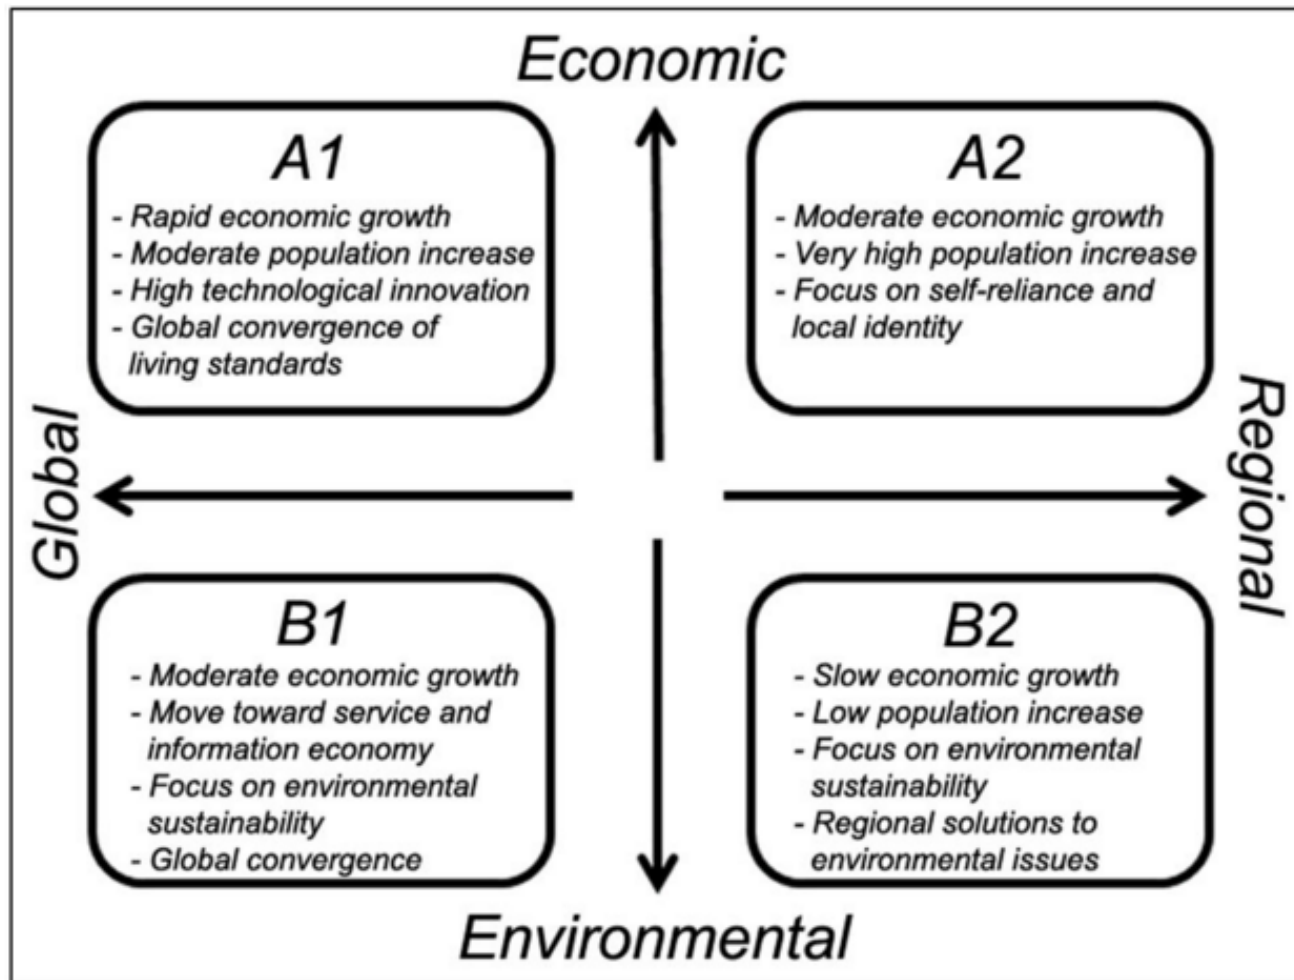 Economic
A1
- Rapid economic growth
- Moderate population increase
- High technological innovation
- Global convergence of
living standards
A2
- Moderate economic growth
- Very high population increase
- Focus on self-reliance and
local identity
Global
Regional
B1
- Moderate economic growth
- Move toward service and
information economy
- Focus on environmental
sustainability
- Global convergence
B2
- Slow economic growth
- Low population increase
- Focus on environmental
sustainability
- Regional solutions to
environmental issues
Environmental